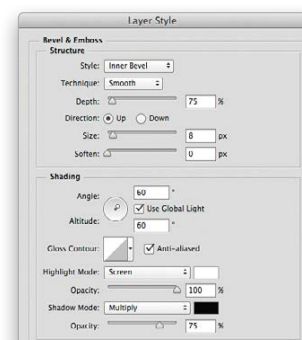 Layer Style
Bevel & Emboss
Structure
Style: Inner Bevel
Technique: Smooth
Depth: 75 %
Direction: Up Down
Size: 8 px
Soften: 0 px
Shading
Angle: 60 °
Use Global Light
Altitude: 60 °
Gloss Contour: Anti-aliased
Highlight Mode: Screen
Opacity: 100 %
Shadow Mode: Multiply
Opacity: 75 %